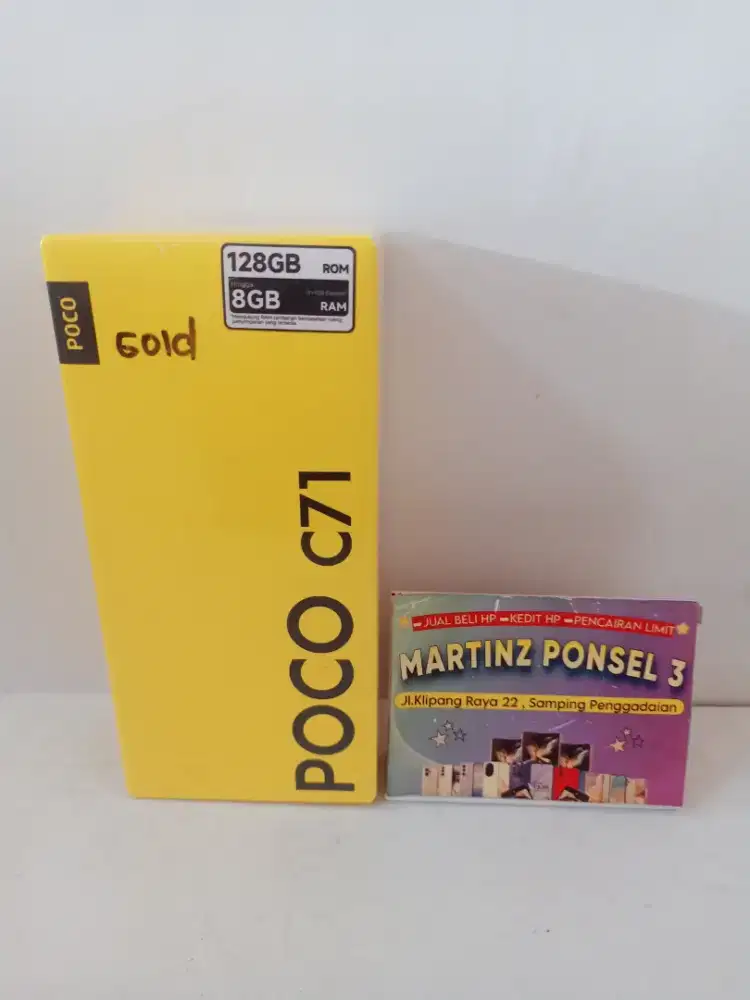 128GB ROM
Hingga
8GB RAM
POCO
GOld
POCO C71
JUAL BELI HP KEDIT HP PENCAIRAN LIMIT
MARTINZ PONSEL 3
Jl.Klipang Raya 22 , Samping Penggadaian